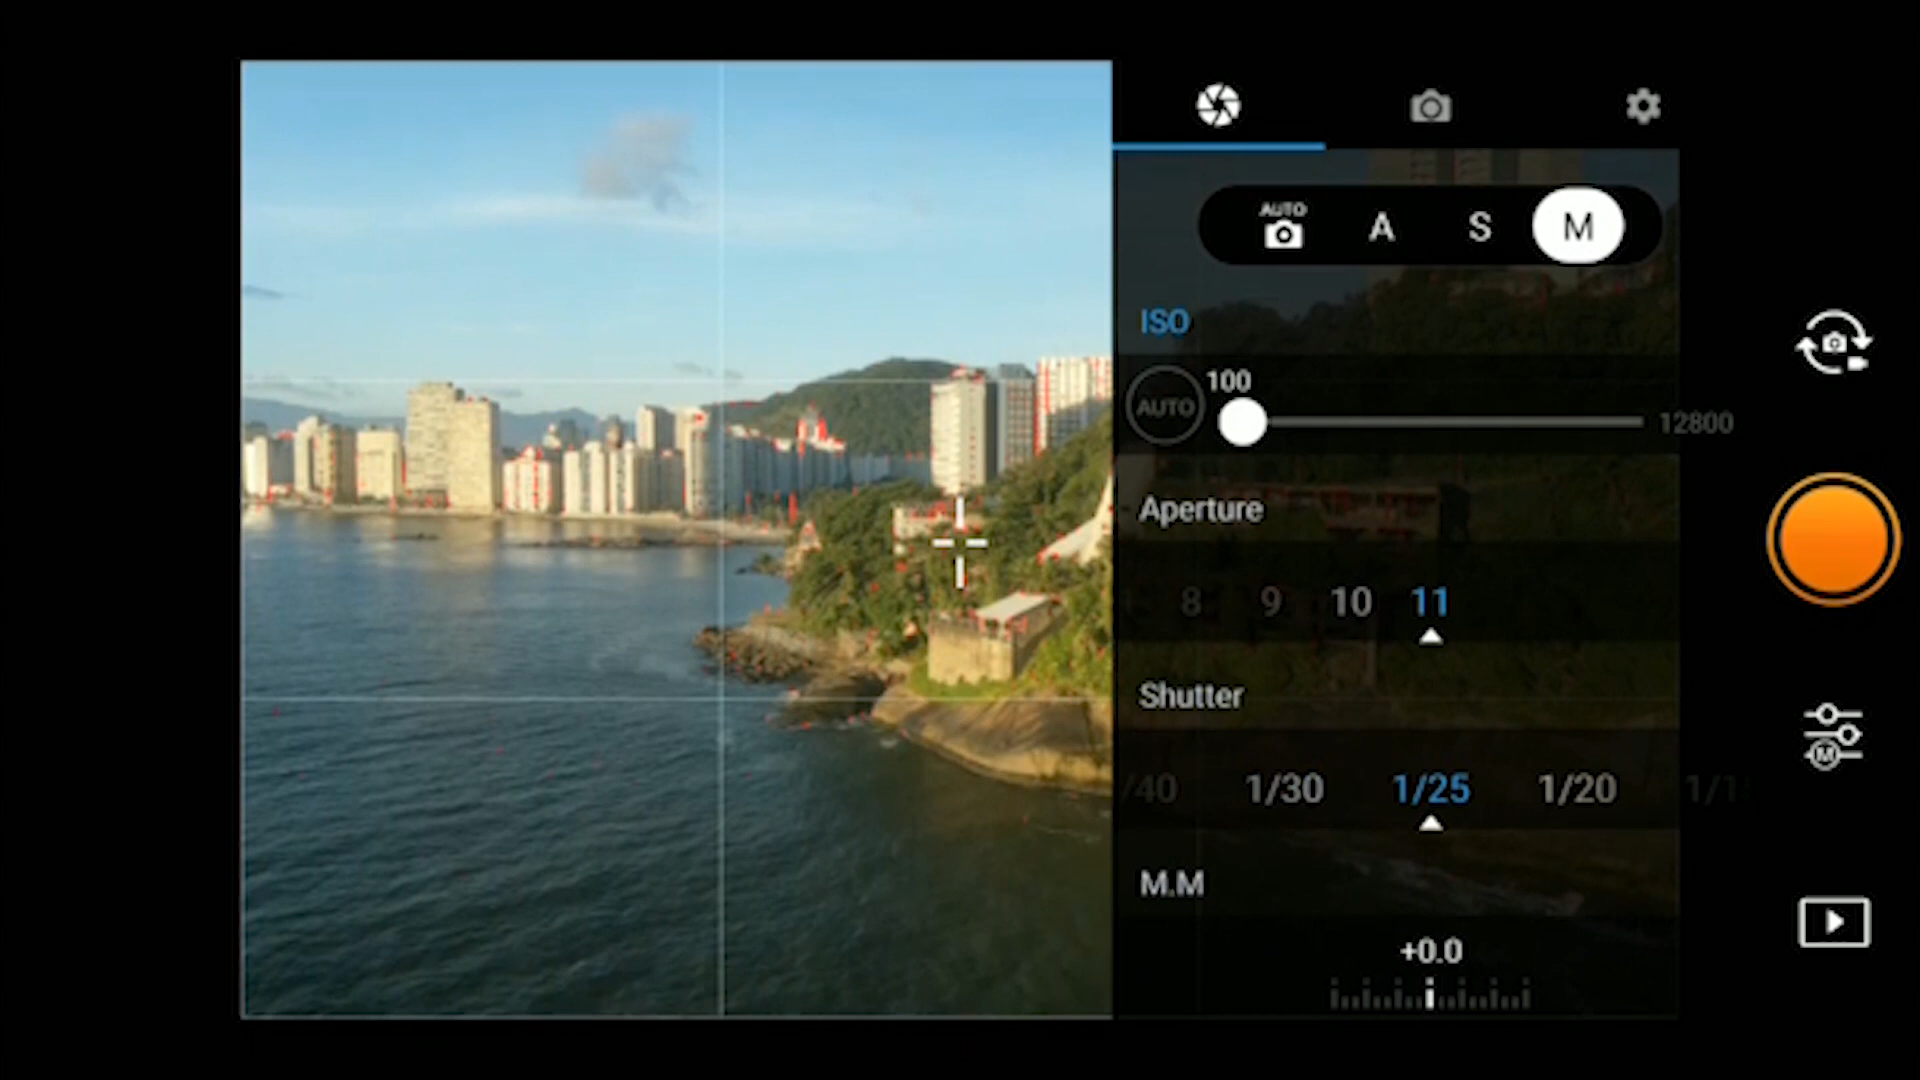 AUTO
A S M
ISO
100
AUTO
12800
Aperture
8 9 10 11
Shutter
/40 1/30 1/25 1/20
M.M
+0.0
M